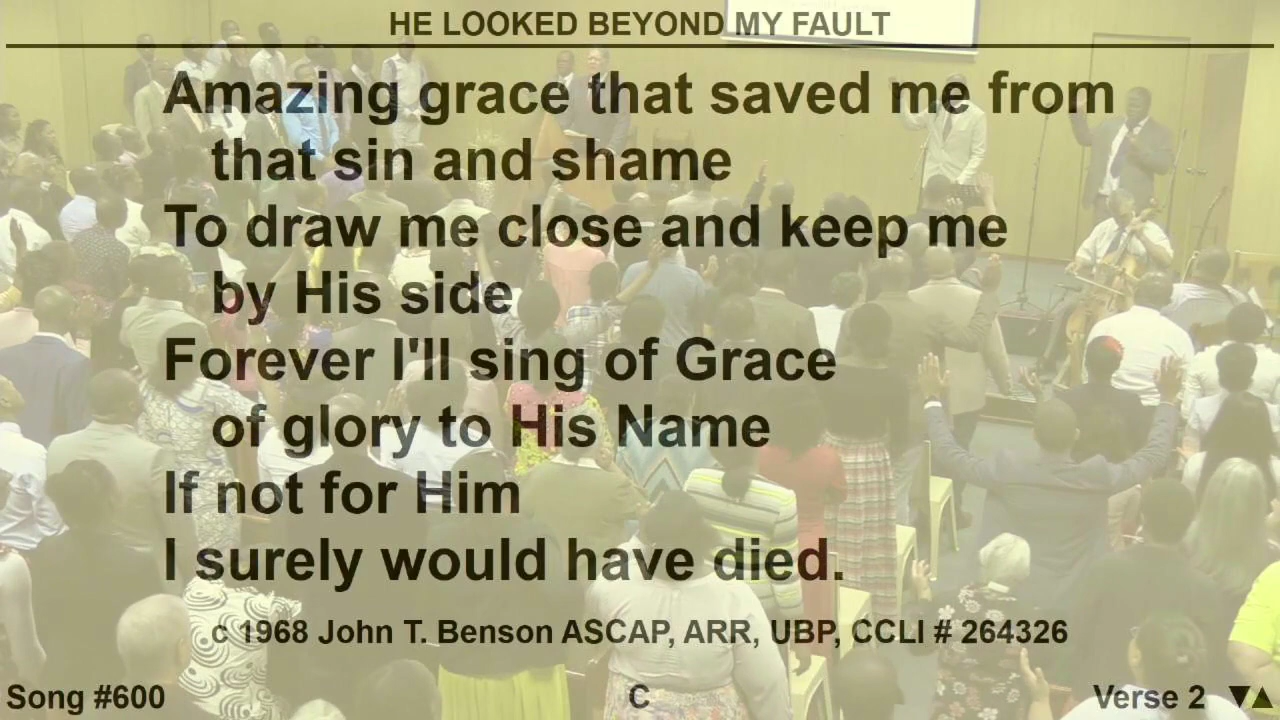 HE LOOKED BEYOND MY FAULT
Amazing grace that saved me from
that sin and shame
To draw me close and keep me
by His side
Forever I'll sing of Grace
of glory to His Name
If not for Him
I surely would have died.
c 1968 John T. Benson ASCAP, ARR, UBP, CCLI # 264326
Song #600
C
Verse 2 ▼▲